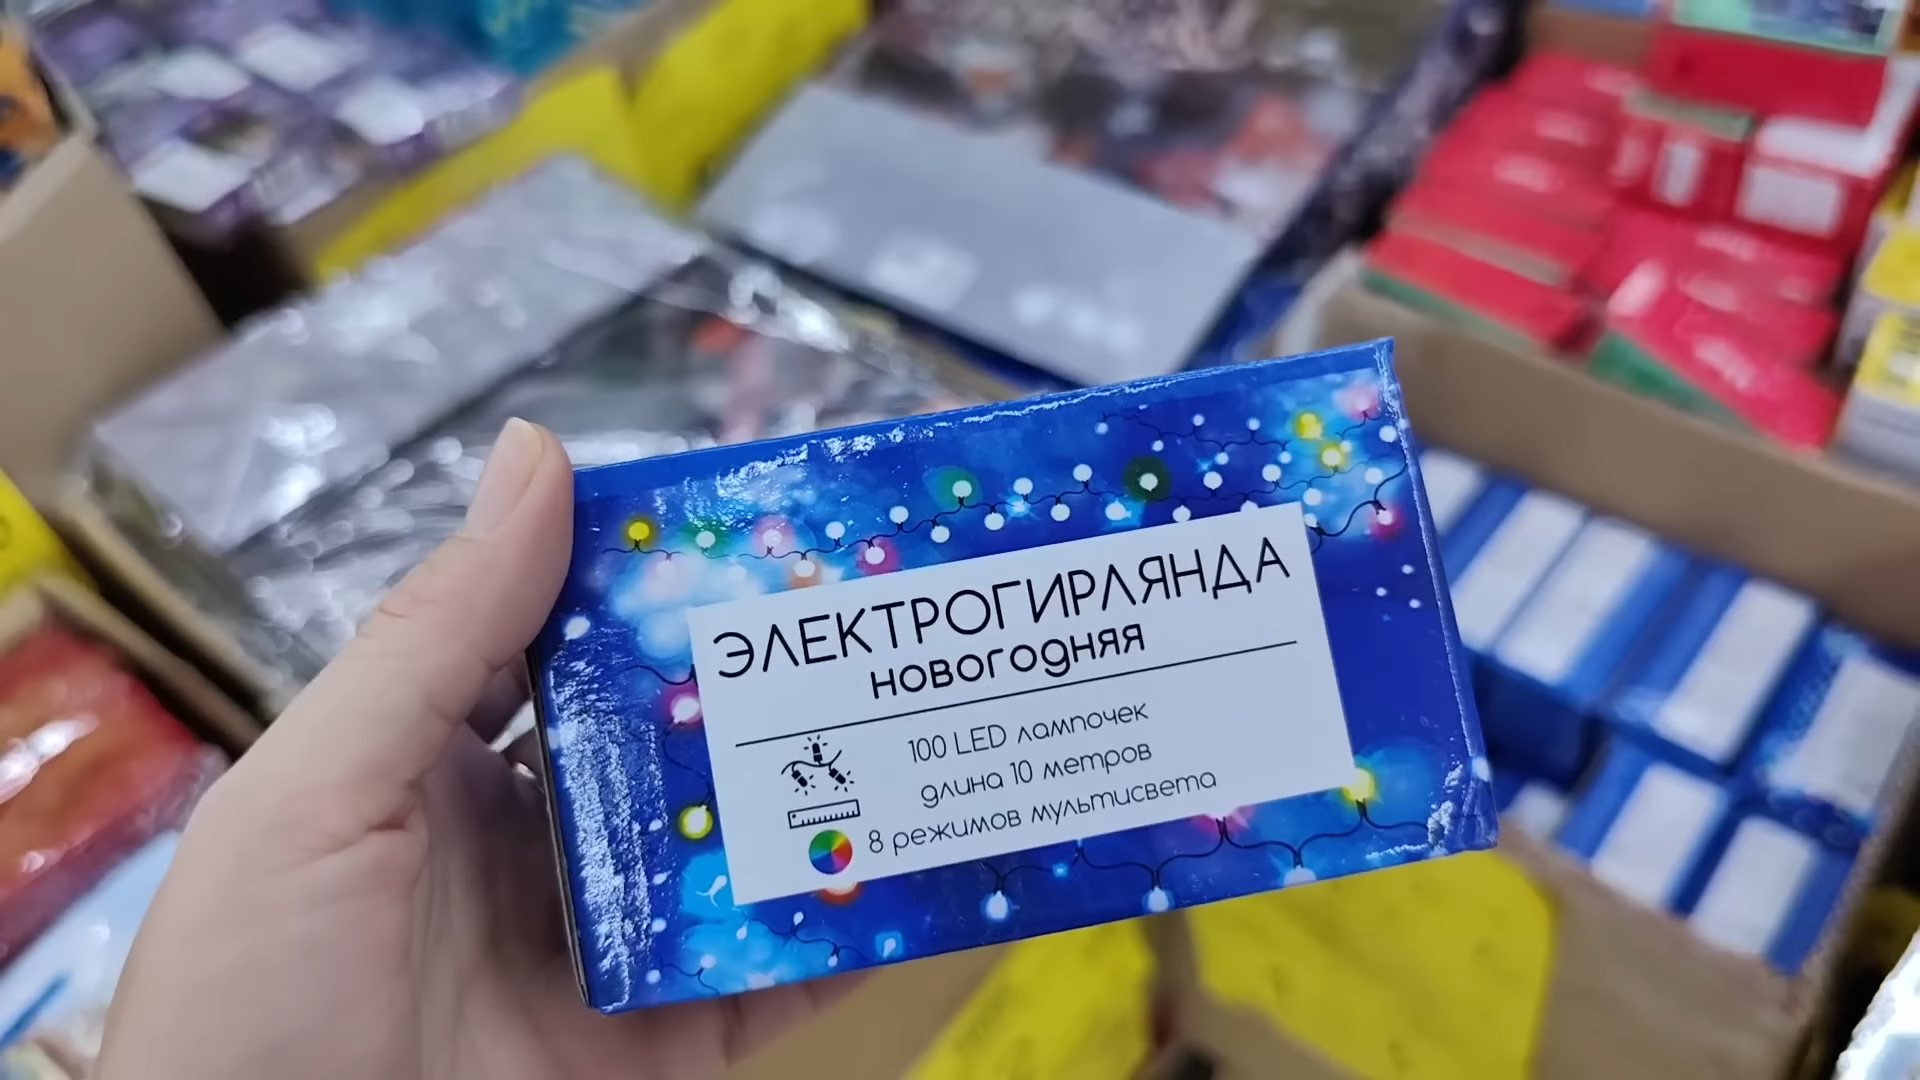 ЭЛЕКТРОГИРЛЯНДА
НОВОГОДНЯЯ
100 LED лампочек
длина 10 метров
8 режимов мультисвета